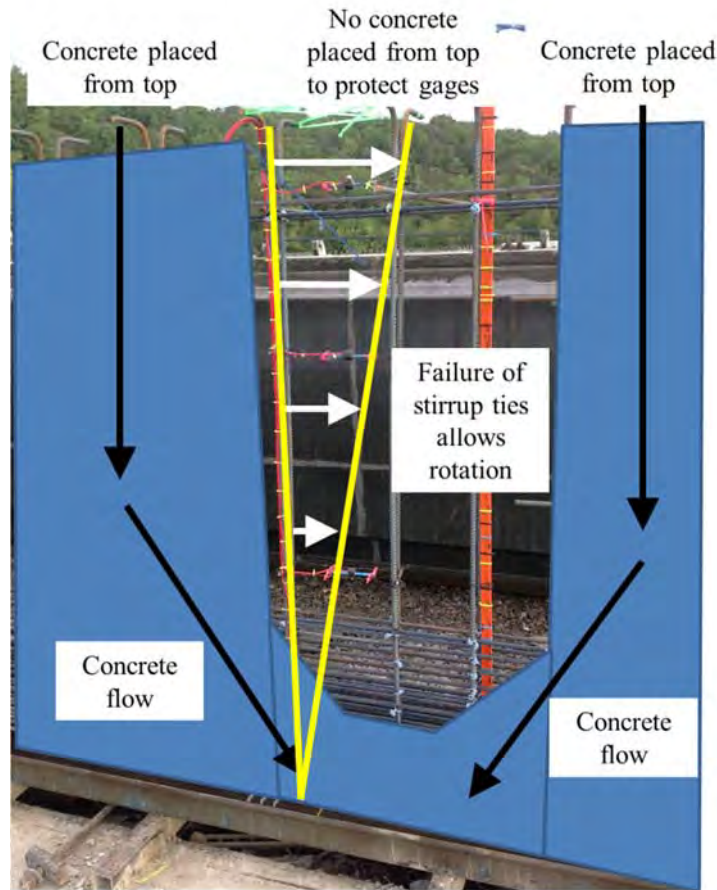 Concrete placed
from top
No concrete
placed from top
to protect gages
Concrete placed
from top
Failure of
stirrup ties
allows
rotation
Concrete
flow
Concrete
flow